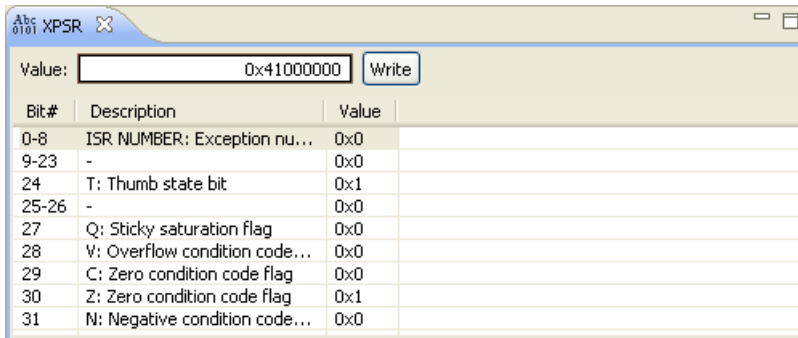 Abc
0101 XPSR
Value: 0x41000000 Write
Bit# Description Value
0-8 ISR NUMBER: Exception nu... 0x0
9-23 - 0x0
24 T: Thumb state bit 0x1
25-26 -
27 Q: Sticky saturation flag 0x0
28 V: Overflow condition code... 0x0
29 C: Zero condition code flag 0x0
30 Z: Zero condition code flag 0x1
31 N: Negative condition code... 0x0